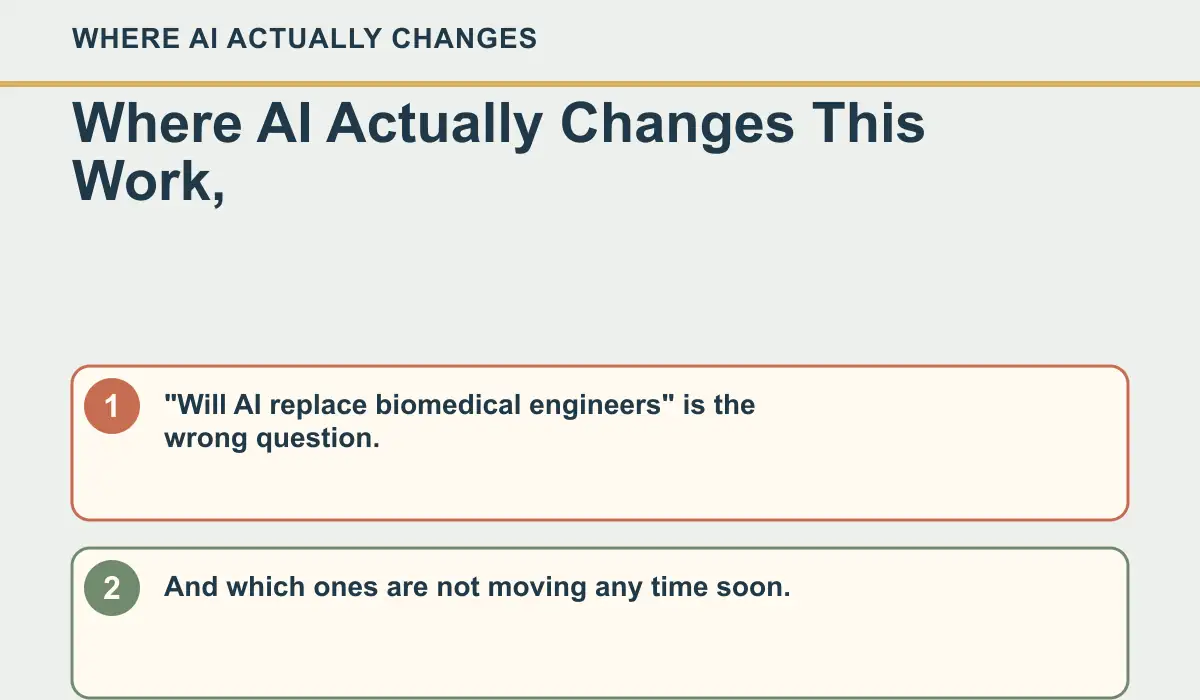 WHERE AI ACTUALLY CHANGES
Where AI Actually Changes This
Work,
1
"Will AI replace biomedical engineers" is the
wrong question.
2
And which ones are not moving any time soon.